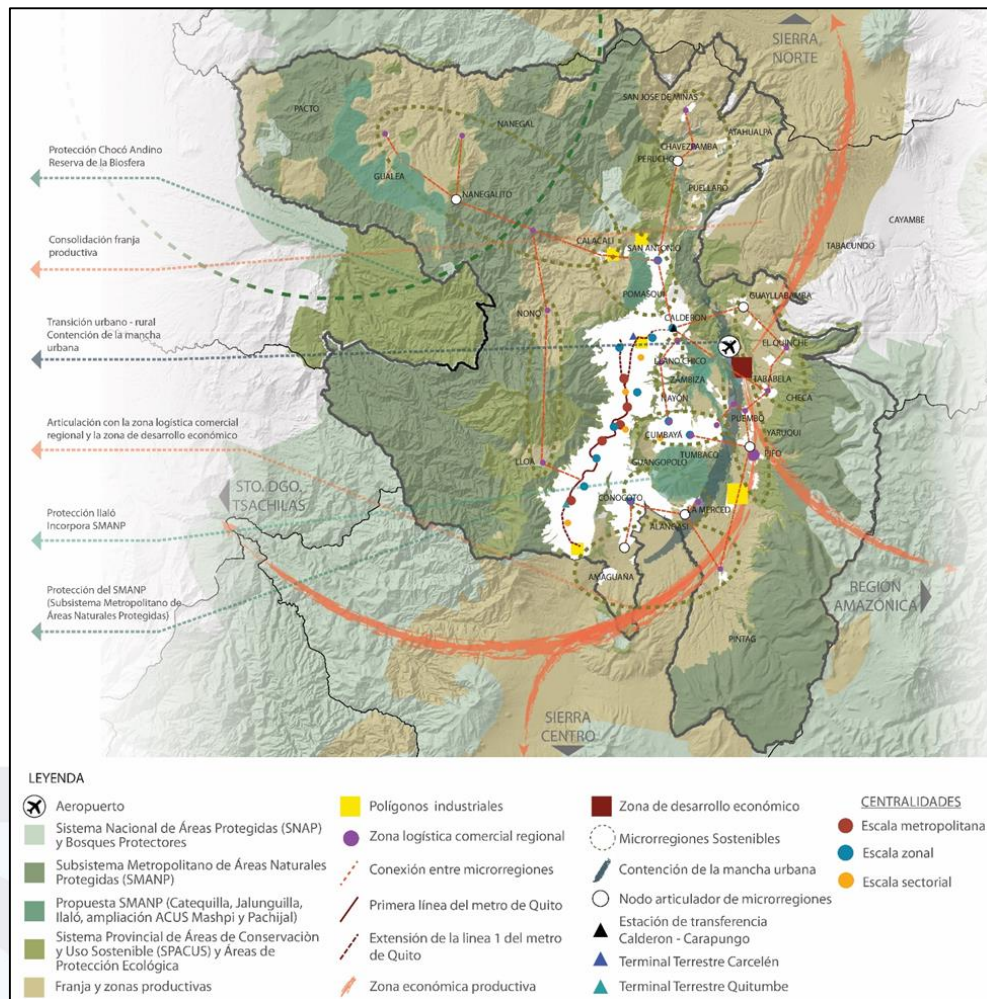 SIERRA
NORTE
PACTO
NANEGAL
SAN JOSE DE MINAS
ATAHUALPA
CHAVEZPAMBA
PERUCHO
Protección Chocó Andino
Reserva de la Biosfera
GUALEA
NANEGALITO
PUELLARO
CAYAMBE
Consolidación franja
productiva
CALACALI
SAN ANTONIO
TABACUNDO
POMASQUI
GUAYLLABAMBA
Transición urbano - rural
Contención de la mancha
urbana
NONO
CALDERON
EL QUINCHE
LLANO CHICO
ZAMBIZA
TABABELA
CHECA
NAYON
PUEMBO
Articulación con la zona logística comercial
regional y la zona de desarrollo económico
CUMBAYÁ
YARUQUI
TUMBACO
PIFO
LLOA
GUANGOPOLO
STO. DGO.
TSACHILAS
CONOCOTO
LA MERCED
Protección Ilaló
Incorpora SMANP
ALANGASI
AMAGUAÑA
Protección del SMANP
(Subsistema Metropolitano de
Áreas Naturales Protegidas)
REGION
AMAZÓNICA
PINTAG
SIERRA
CENTRO
LEYENDA
Aeropuerto
Sistema Nacional de Áreas Protegidas (SNAP)
y Bosques Protectores
Subsistema Metropolitano de Áreas Naturales
Protegidas (SMANP)
Propuesta SMANP (Catequilla, Jalunguilla,
Ilaló, ampliación ACUS Mashpi y Pachijal)
Sistema Provincial de Áreas de Conservaciòn
y Uso Sostenible (SPACUS) y Áreas de
Protección Ecológica
Franja y zonas productivas
Polígonos industriales
Zona logística comercial regional
Conexión entre microrregiones
Primera línea del metro de Quito
Extensión de la linea 1 del metro
de Quito
Zona económica productiva
Zona de desarrollo económico
Microrregiones Sostenibles
Contención de la mancha urbana
Nodo articulador de microrregiones
Estación de transferencia
Calderon - Carapungo
Terminal Terrestre Carcelén
Terminal Terrestre Quitumbe
CENTRALIDADES
Escala metropolitana
Escala zonal
Escala sectorial